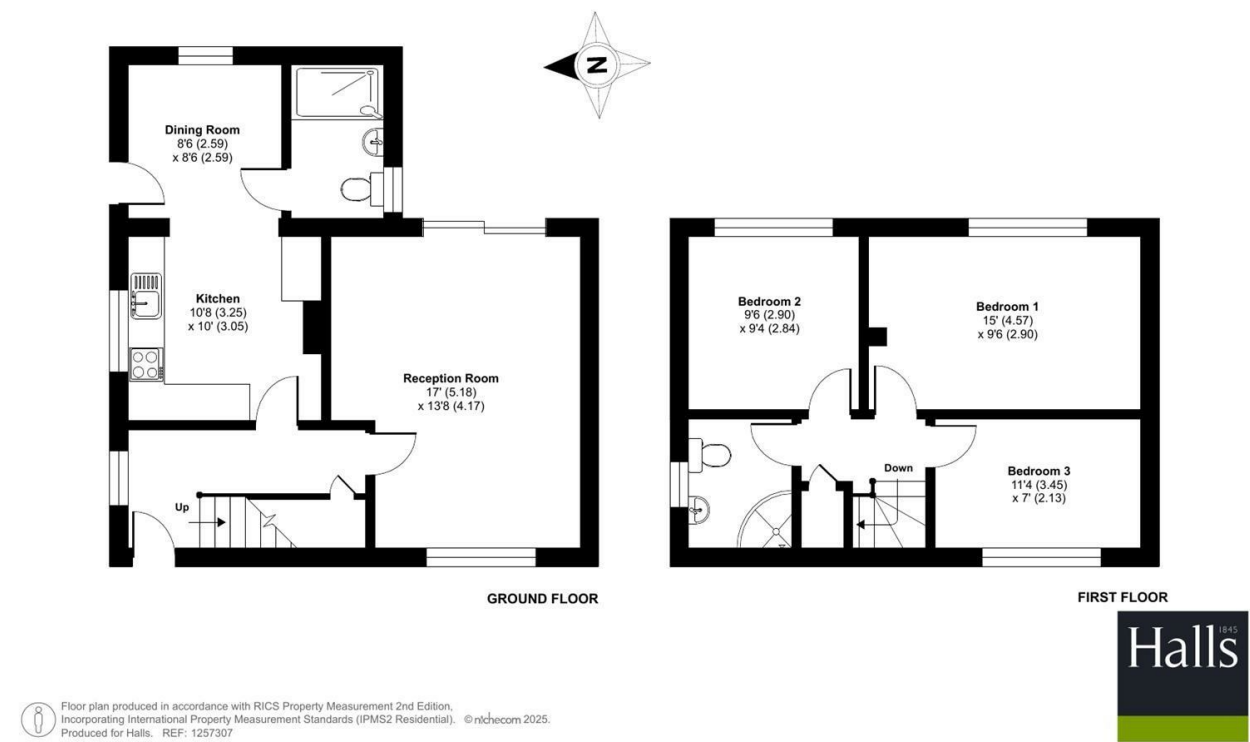 N
Dining Room
8'6 (2.59)
x 8'6 (2.59)
Kitchen
10'8 (3.25)
x 10' (3.05)
Reception Room
17' (5.18)
x 13'8 (4.17)
Up
GROUND FLOOR
Bedroom 2
9'6 (2.90)
x 9'4 (2.84)
Bedroom 1
15' (4.57)
x 9'6 (2.90)
Down
Bedroom 3
11'4 (3.45)
x 7' (2.13)
FIRST FLOOR
1845
Halls
Floor plan produced in accordance with RICS Property Measurement 2nd Edition,
Incorporating International Property Measurement Standards (IPMS2 Residential). © nichecom 2025.
Produced for Halls. REF: 1257307